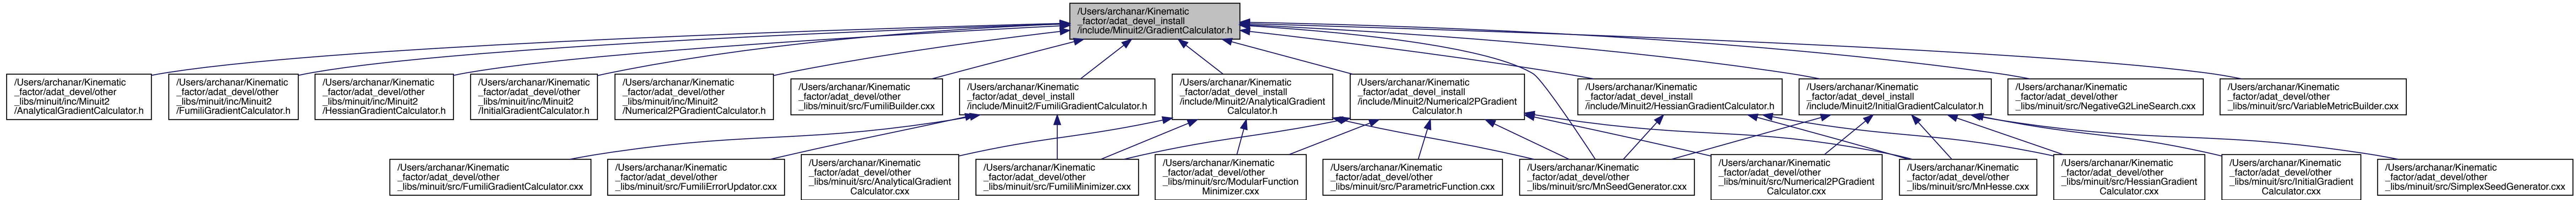 /Users/archanar/Kinematic
_factor/adat_devel_install
/include/Minuit2/GradientCalculator.h
/Users/archanar/Kinematic
_factor/adat_devel/other
_libs/minuit/inc/Minuit2
/AnalyticalGradientCalculator.h
/Users/archanar/Kinematic
_factor/adat_devel/other
_libs/minuit/inc/Minuit2
/FumiliGradientCalculator.h
/Users/archanar/Kinematic
_factor/adat_devel/other
_libs/minuit/inc/Minuit2
/HessianGradientCalculator.h
/Users/archanar/Kinematic
_factor/adat_devel/other
_libs/minuit/inc/Minuit2
/InitialGradientCalculator.h
/Users/archanar/Kinematic
_factor/adat_devel/other
_libs/minuit/inc/Minuit2
/Numerical2PGradientCalculator.h
/Users/archanar/Kinematic
_factor/adat_devel/other
_libs/minuit/src/FumiliBuilder.cxx
/Users/archanar/Kinematic
_factor/adat_devel_install
/include/Minuit2/FumiliGradientCalculator.h
/Users/archanar/Kinematic
_factor/adat_devel_install
/include/Minuit2/AnalyticalGradient
Calculator.h
/Users/archanar/Kinematic
_factor/adat_devel_install
/include/Minuit2/Numerical2PGradient
Calculator.h
/Users/archanar/Kinematic
_factor/adat_devel_install
/include/Minuit2/HessianGradientCalculator.h
/Users/archanar/Kinematic
_factor/adat_devel_install
/include/Minuit2/InitialGradientCalculator.h
/Users/archanar/Kinematic
_factor/adat_devel/other
_libs/minuit/src/NegativeG2LineSearch.cxx
/Users/archanar/Kinematic
_factor/adat_devel/other
_libs/minuit/src/VariableMetricBuilder.cxx
/Users/archanar/Kinematic
_factor/adat_devel/other
_libs/minuit/src/FumiliGradientCalculator.cxx
/Users/archanar/Kinematic
_factor/adat_devel/other
_libs/minuit/src/FumiliErrorUpdator.cxx
/Users/archanar/Kinematic
_factor/adat_devel/other
_libs/minuit/src/AnalyticalGradient
Calculator.cxx
/Users/archanar/Kinematic
_factor/adat_devel/other
_libs/minuit/src/FumiliMinimizer.cxx
/Users/archanar/Kinematic
_factor/adat_devel/other
_libs/minuit/src/ModularFunction
Minimizer.cxx
/Users/archanar/Kinematic
_factor/adat_devel/other
_libs/minuit/src/ParametricFunction.cxx
/Users/archanar/Kinematic
_factor/adat_devel/other
_libs/minuit/src/MnSeedGenerator.cxx
/Users/archanar/Kinematic
_factor/adat_devel/other
_libs/minuit/src/Numerical2PGradient
Calculator.cxx
/Users/archanar/Kinematic
_factor/adat_devel/other
_libs/minuit/src/MnHesse.cxx
/Users/archanar/Kinematic
_factor/adat_devel/other
_libs/minuit/src/HessianGradient
Calculator.cxx
/Users/archanar/Kinematic
_factor/adat_devel/other
_libs/minuit/src/InitialGradient
Calculator.cxx
/Users/archanar/Kinematic
_factor/adat_devel/other
_libs/minuit/src/SimplexSeedGenerator.cxx